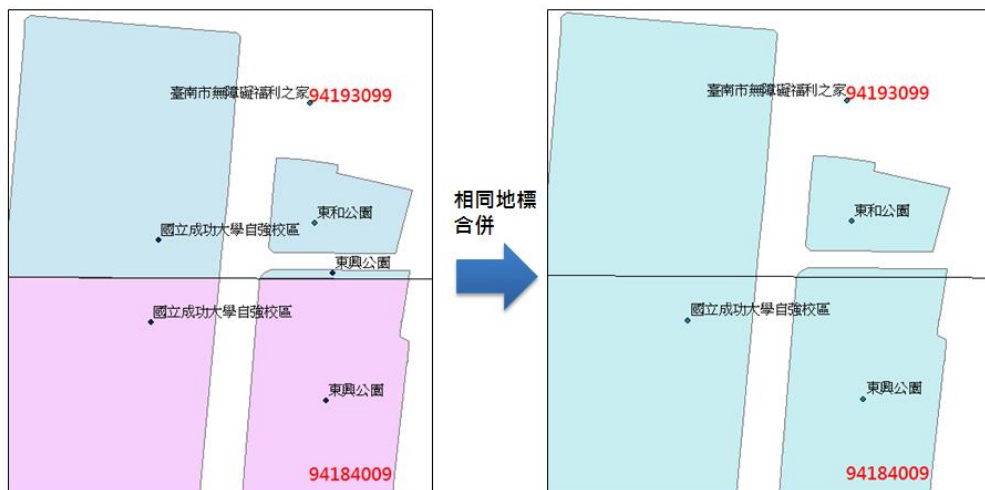 臺南市無障礙福利之家
94193099
東和公園
國立成功大學自強校區
東興公園
國立成功大學自強校區
東興公園
94184009
相同地標
合併
臺南市無障礙福利之家
94193099
東和公園
國立成功大學自強校區
東興公園
94184009